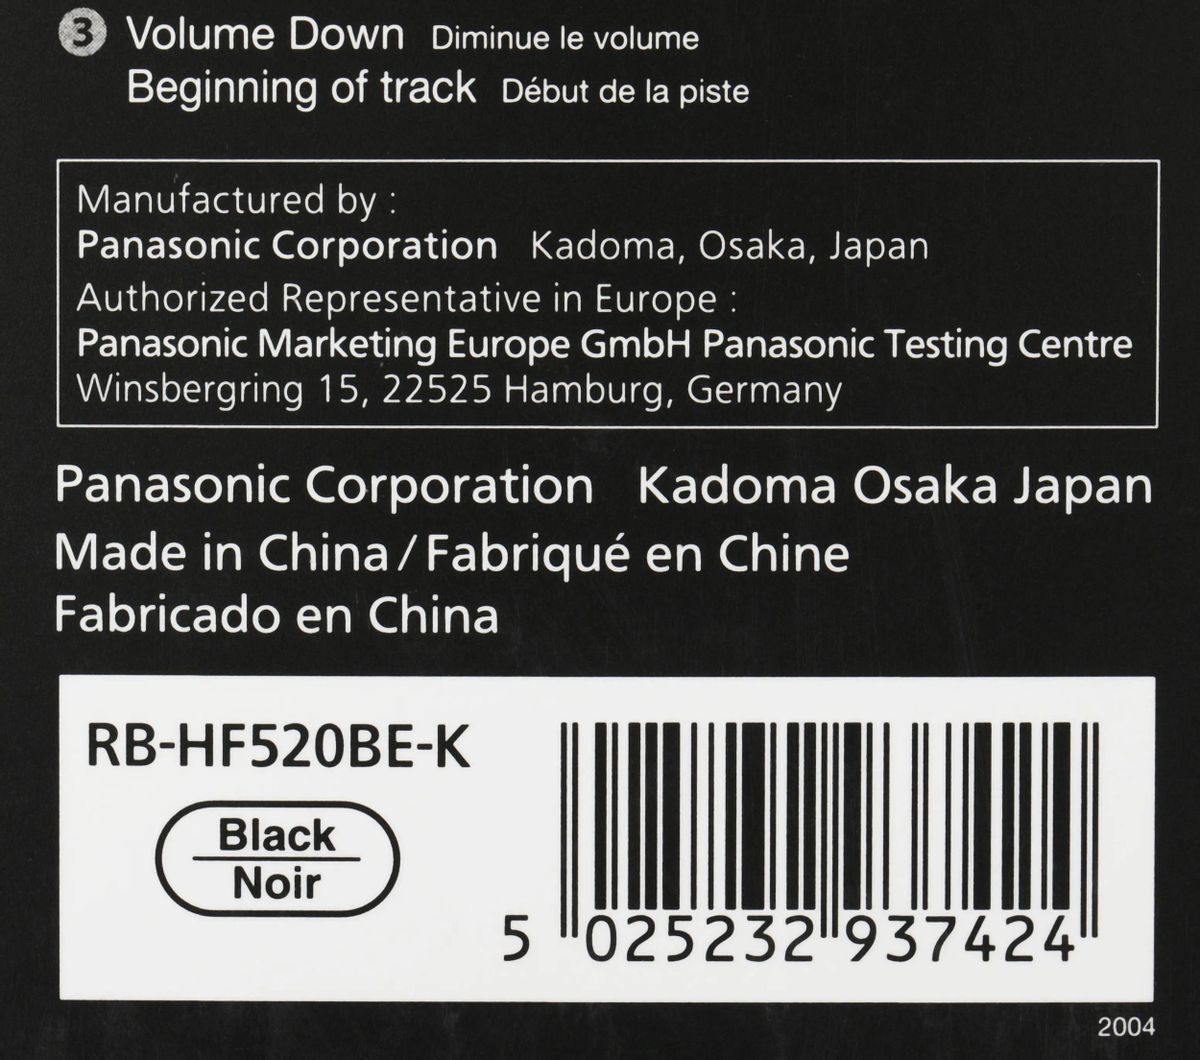 3 Volume Down Diminue le volume
Beginning of track Début de la piste
Manufactured by :
Panasonic Corporation Kadoma, Osaka, Japan
Authorized Representative in Europe :
Panasonic Marketing Europe GmbH Panasonic Testing Centre
Winsbergring 15, 22525 Hamburg, Germany
Panasonic Corporation Kadoma Osaka Japan
Made in China / Fabriqué en Chine
Fabricado en China
RB-HF520BE-K
Black
Noir
5 025232 937424
2004